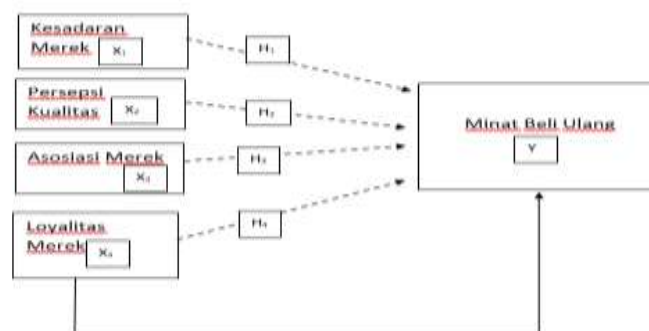 Kesadaran
Merek X₁
H₁
Persepsi
Kualitas X₂
H₂
Asosiasi Merek
X₃
H₃
Loyalitas
Merek X₄
H₄
Minat Beli Ulang
Y